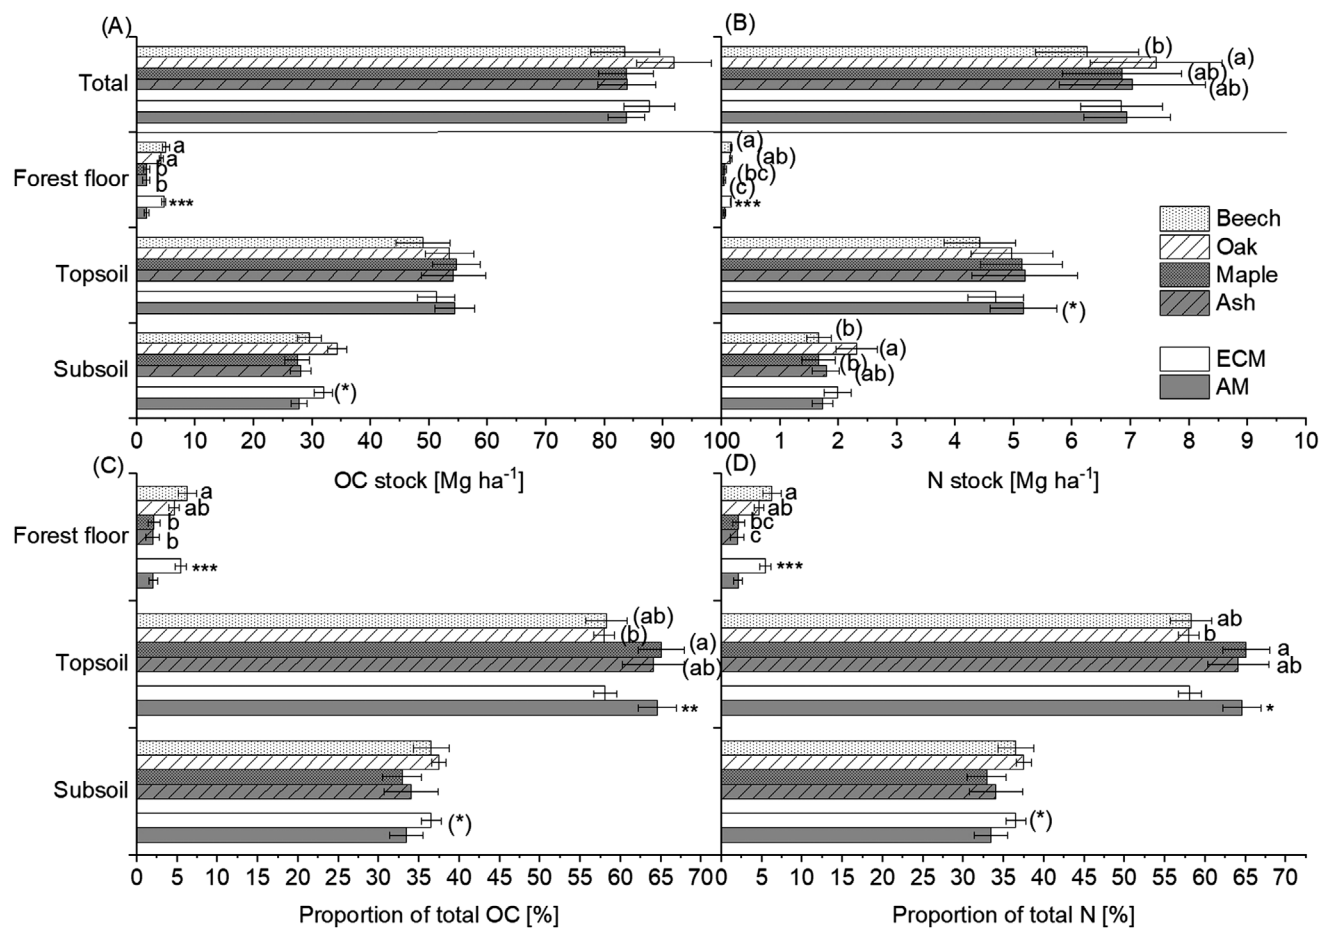 (A)
(B)
Total
(b)
(a)
(ab)
(ab)
Forest floor
a
a
b
b
***
(a)
(ab)
(bc)
(c)
***
Beech
Oak
Maple
Ash
ECM
AM
Topsoil
(*)
Subsoil
(*)
(b)
(a)
(b)
(ab)
0 10 20 30 40 50 60 70 80 90 100
0 1 2 3 4 5 6 7 8 9 10
OC stock [Mg ha-1]
N stock [Mg ha-1]
(C)
(D)
Forest floor
a
ab
b
b
***
a
ab
bc
c
***
Topsoil
(ab)
(b)
(a)
(ab)
**
ab
b
a
ab
*
Subsoil
(*)
(*)
0 5 10 15 20 25 30 35 40 45 50 55 60 65 70
0 5 10 15 20 25 30 35 40 45 50 55 60 65 70
Proportion of total OC [%]
Proportion of total N [%]